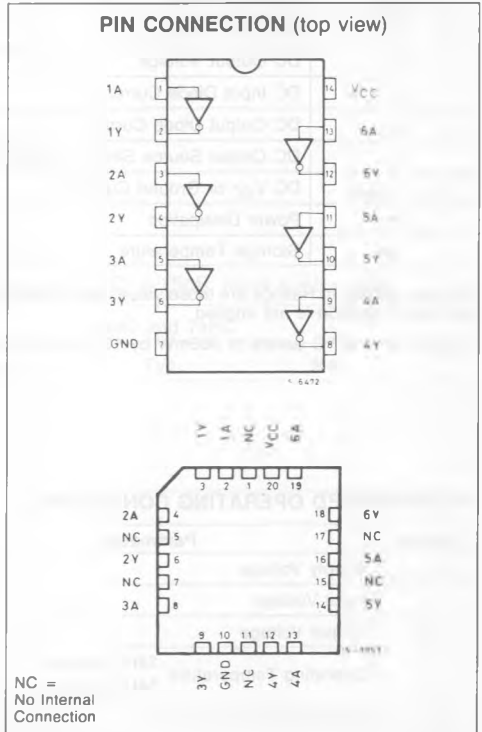 PIN CONNECTION (top view)
1A 1 14 VCC
1Y 2 13 6A
2A 3 12 6Y
2Y 4 11 5A
3A 5 10 5Y
3Y 6 9 4A
GND 7 8 4Y
1Y 1A NC VCC 6A
3 2 1 20 19
2A 4 18 6Y
NC 5 17 NC
2Y 6 16 5A
NC 7 15 NC
3A 8 14 5Y
9 10 11 12 13
3Y GND NC 4Y 4A
NC =
No Internal
Connection